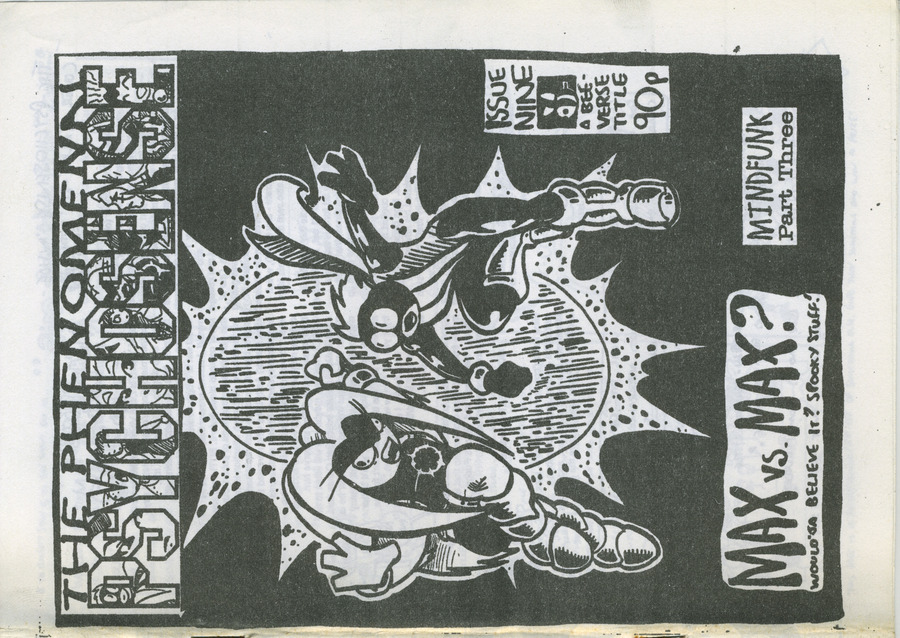 THE PHENOMENN
PSYCHOSENSE
ISSUE
NINE
A BEE-
VERSE
TITLE
90p
MAX VS. MAX?
WOULD'JA BELIEVE IT? SPOOKY STUFF!
MINDFUNK
Part Three